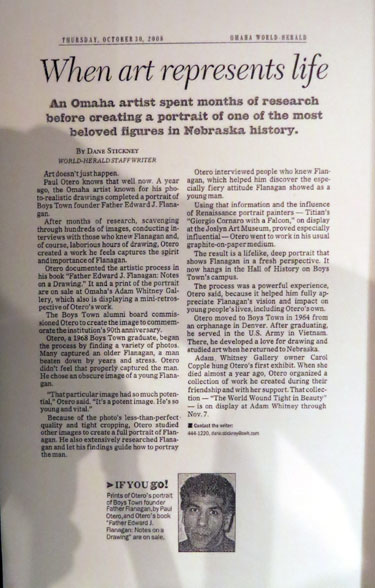 THURSDAY, OCTOBER 30, 2008
OMAHA WORLD-HERALD
When art represents life
An Omaha artist spent months of research
before creating a portrait of one of the most
beloved figures in Nebraska history.
BY DANE STICKNEY
WORLD-HERALD STAFF WRITER
Art doesn't just happen.
Paul Otero knows that well now. A year
ago, the Omaha artist known for his pho-
to-realistic drawings completed a portrait of
Boys Town founder Father Edward J. Flana-
gan.
After months of research, scavenging
through hundreds of images, conducting in-
terviews with those who knew Flanagan and,
of course, laborious hours of drawing, Otero
created a work he feels captures the spirit
and importance of Flanagan.
Otero documented the artistic process in
his book "Father Edward J. Flanagan: Notes
on a Drawing." It and a print of the portrait
are on sale at Omaha's Adam Whitney Gal-
lery, which also is displaying a mini-retros-
pective of Otero's work.
The Boys Town alumni board commis-
sioned Otero to create the image to commem-
orate the institution's 90th anniversary.
Otero, a 1968 Boys Town graduate, began
the process by finding a variety of photos.
Many captured an older Flanagan, a man
beaten down by years and stress. Otero
didn't feel that properly captured the man.
He chose an obscure image of a young Flana-
gan.
"That particular image had so much poten-
tial," Otero said. "It's a potent image. He's so
young and vital."
Because of the photo's less-than-perfect
quality and tight cropping, Otero studied
other images to create a full portrait of Flan-
agan. He also extensively researched Flana-
gan and let his findings guide how to portray
the man.
Otero interviewed people who knew Flan-
agan, which helped him discover the espe-
cially fiery attitude Flanagan showed as a
young man.
Using that information and the influence
of Renaissance portrait painters — Titian's
"Giorgio Cornaro with a Falcon," on display
at the Joslyn Art Museum, proved especially
influential — Otero went to work in his usual
graphite-on-paper medium.
The result is a lifelike, deep portrait that
shows Flanagan in a fresh perspective. It
now hangs in the Hall of History on Boys
Town's campus.
The process was a powerful experience,
Otero said, because it helped him fully ap-
preciate Flanagan's vision and impact on
young people's lives, including Otero's own.
Otero moved to Boys Town in 1964 from
an orphanage in Denver. After graduating,
he served in the U.S. Army in Vietnam.
There, he developed a love for drawing and
studied art when he returned to Nebraska.
Adam Whitney Gallery owner Carol
Copple hung Otero's first exhibit. When she
died almost a year ago, Otero organized a
collection of work he created during their
friendship and with her support. That collec-
tion — "The World Wound Tight in Beauty"
— is on display at Adam Whitney through
Nov. 7.
■ Contact the writer:
444-1220, dane.stickney@owh.com
➤ IF YOU go!
Prints of Otero's portrait
of Boys Town founder
Father Flanagan, by Paul
Otero, and Otero's book
"Father Edward J.
Flanagan: Notes on a
Drawing" are on sale.